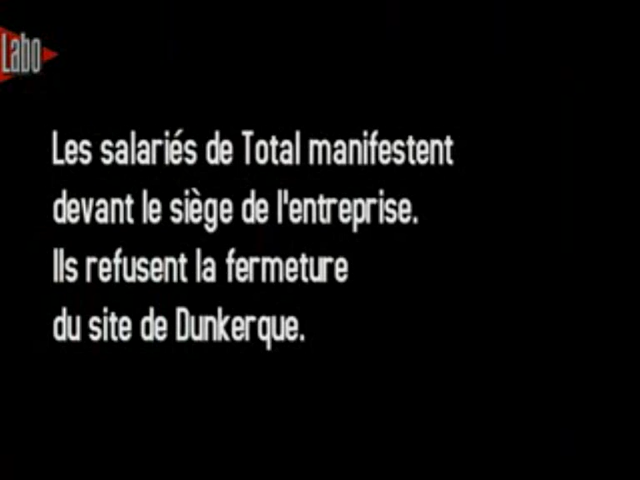 Labo
Les salariés de Total manifestent
devant le siège de l'entreprise.
Ils refusent la fermeture
du site de Dunkerque.